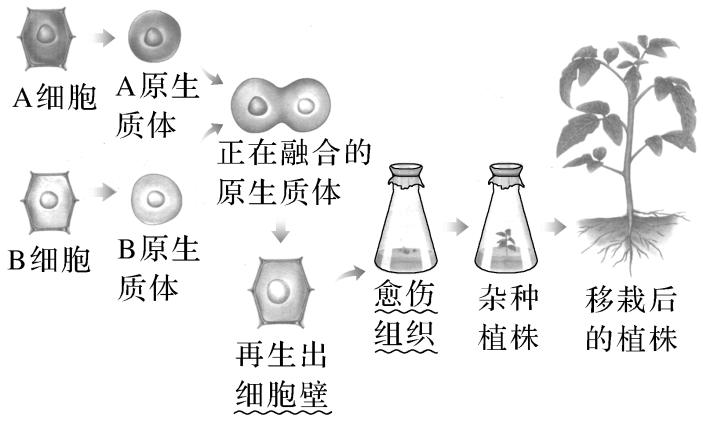 A细胞
A原生
质体
正在融合的
原生质体
B细胞
B原生
质体
再生出
细胞壁
愈伤
组织
杂种
植株
移栽后
的植株